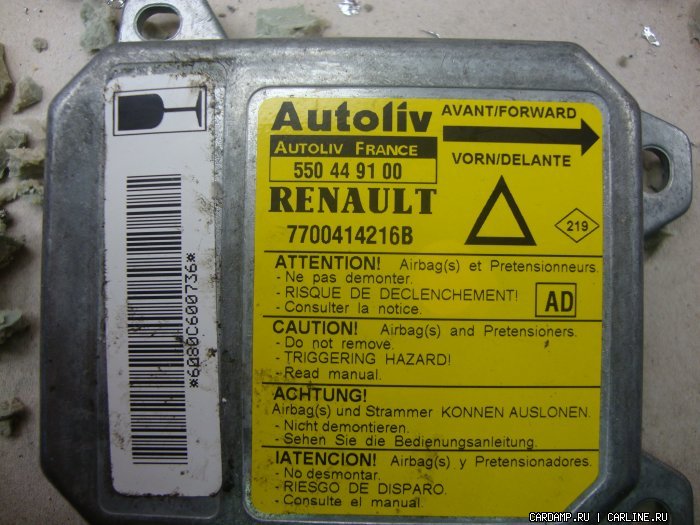 Autoliv
AVANT/FORWARD
AUTOLIV FRANCE
550 44 91 00
VORN/DELANTE
RENAULT
7700414216B
219
ATTENTION! Airbag(s) et Pretensionneurs.
- Ne pas demonter.
- RISQUE DE DECLENCHEMENT!
- Consulter la notice.
AD
CAUTION! Airbag(s) and Pensioners.
- Do not remove.
- TRIGGERING HAZARD!
- Read manual.
ACHTUNG!
Airbag(s) und Strammer KONNEN AUSLONEN.
- Nicht demontieren.
- Sehen Sie die Bedienungsanleitung.
IATENCION! Airbag(s) y Pretensionadores.
- No desmontar.
- RIESGO DE DISPARO.
- Consulte el manual.
*6080C600736*
CARDAMP.RU | CARLINE.RU